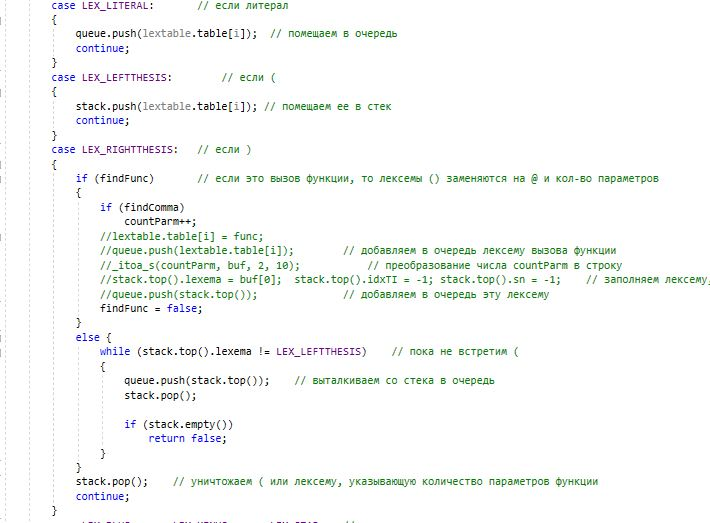 case LEX_LITERAL:       // если литерал
{
    queue.push(lextable.table[i]);  // помещаем в очередь
    continue;
}
case LEX_LEFTTHESIS:        // если (
{
    stack.push(lextable.table[i]); // помещаем ее в стек
    continue;
}
case LEX_RIGHTTHESIS:   // если )
{
    if (findFunc)       // если это вызов функции, то лексемы () заменяются на @ и кол-во параметров
    {
        if (findComma)
            countParm++;
        //lextable.table[i] = func;
        //queue.push(lextable.table[i]);        // добавляем в очередь лексему вызова функции
        //_itoa_s(countParm, buf, 2, 10);           // преобразование числа countParm в строку
        //stack.top().lexema = buf[0];  stack.top().idxTI = -1; stack.top().sn = -1;    // заполняем лексему,
        //queue.push(stack.top());              // добавляем в очередь эту лексему
        findFunc = false;
    }
    else {
        while (stack.top().lexema != LEX_LEFTTHESIS)    // пока не встретим (
        {
            queue.push(stack.top());    // выталкиваем со стека в очередь
            stack.pop();

            if (stack.empty())
                return false;
        }
    }
    stack.pop();    // уничтожаем ( или лексему, указывающую количество параметров функции
    continue;
}